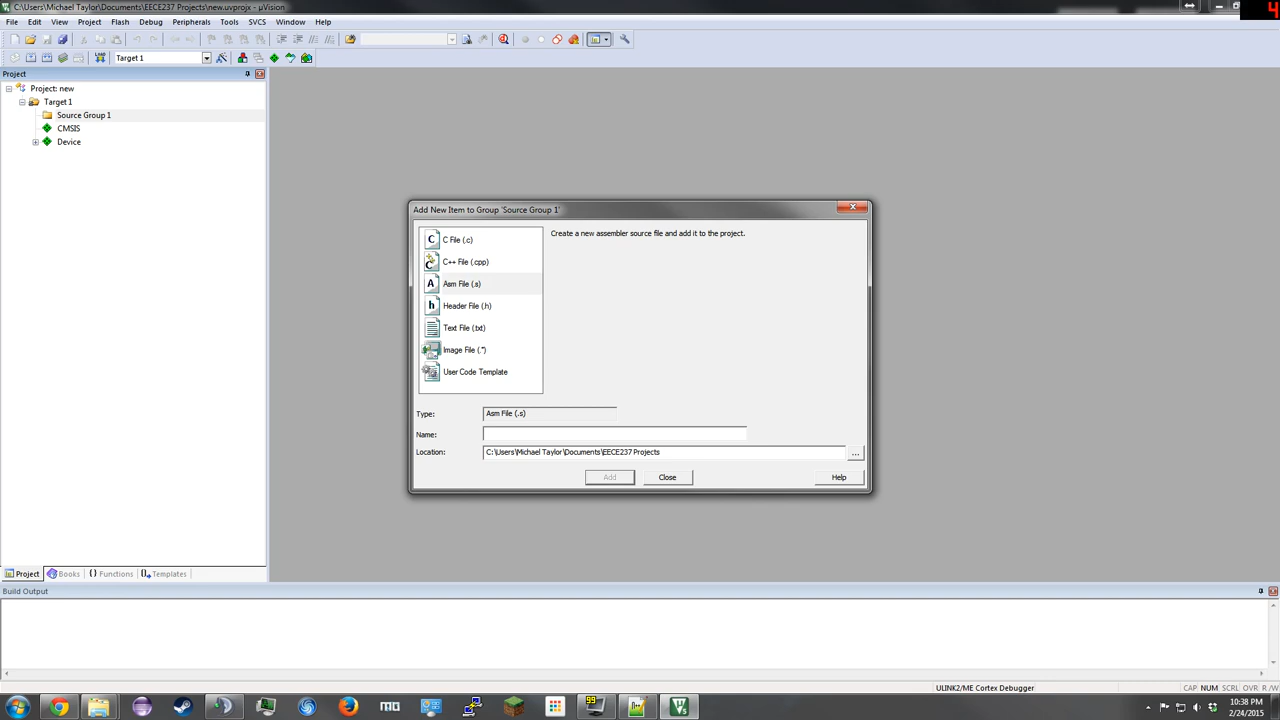 C:\Users\Michael Taylor\Documents\EECE237 Projects\new.uvprojx - µVision
4
File Edit View Project Flash Debug Peripherals Tools SVCS Window Help
LOAD Target 1
Project
Project: new
Target 1
Source Group 1
CMSIS
Device
Add New Item to Group 'Source Group 1'
C C File (.c)
Create a new assembler source file and add it to the project.
C++ File (.cpp)
A Asm File (.s)
h Header File (.h)
Text File (.txt)
Image File (.*)
User Code Template
Type: Asm File (.s)
Name:
Location: C:\Users\Michael Taylor\Documents\EECE237 Projects ...
Add Close Help
Project Books {} Functions Templates
Build Output
ULINK2/ME Cortex Debugger CAP NUM SCRL OVR R/W
99
10:38 PM
2/24/2015